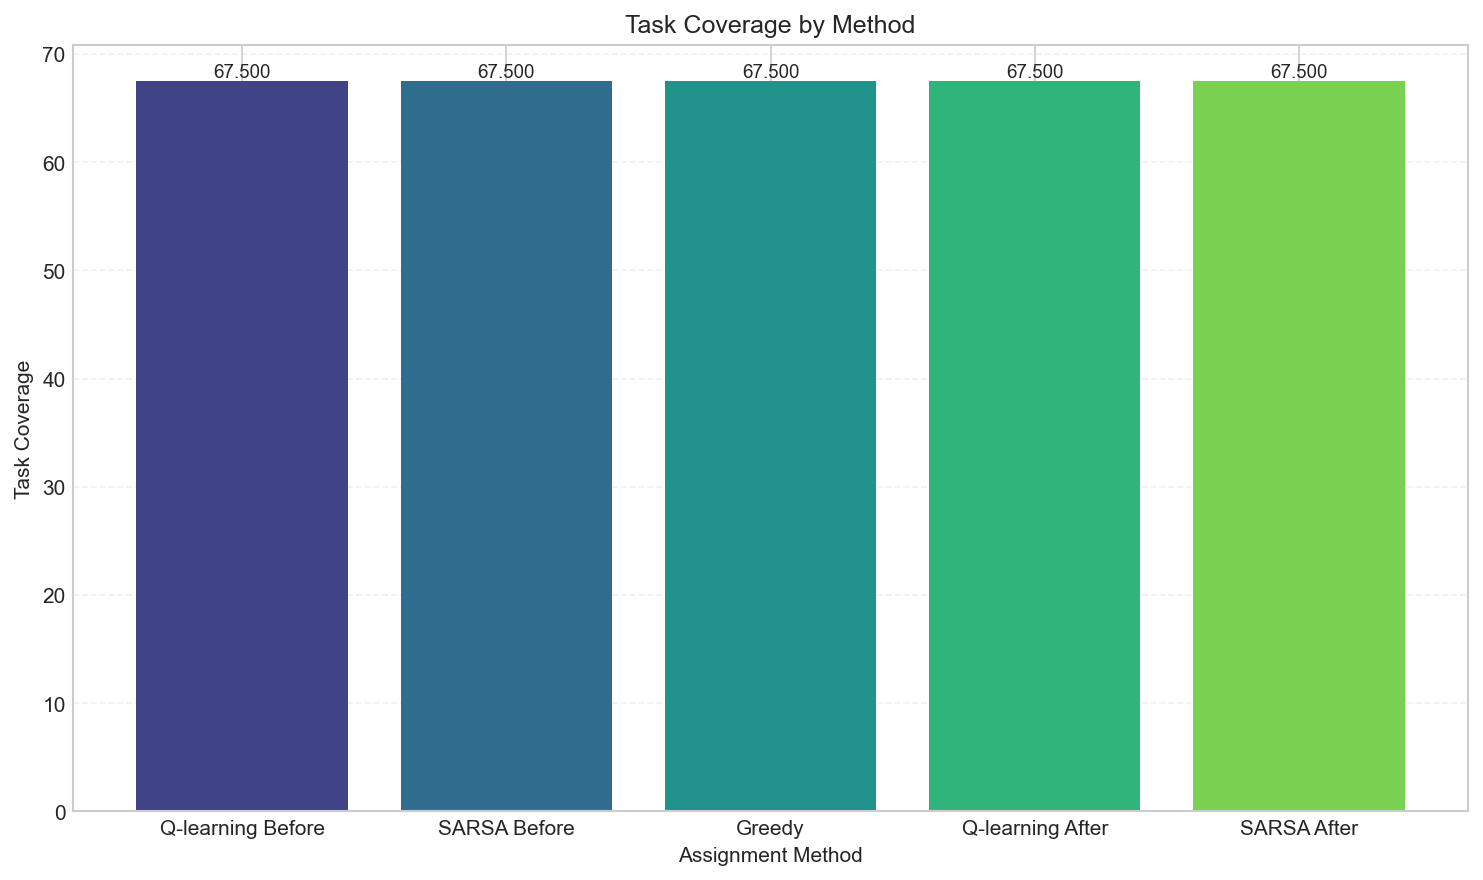 Task Coverage by Method
70
67.500 67.500 67.500 67.500 67.500
60
50
40
30
20
10
0
Task Coverage
Q-learning Before SARSA Before Greedy Q-learning After SARSA After
Assignment Method